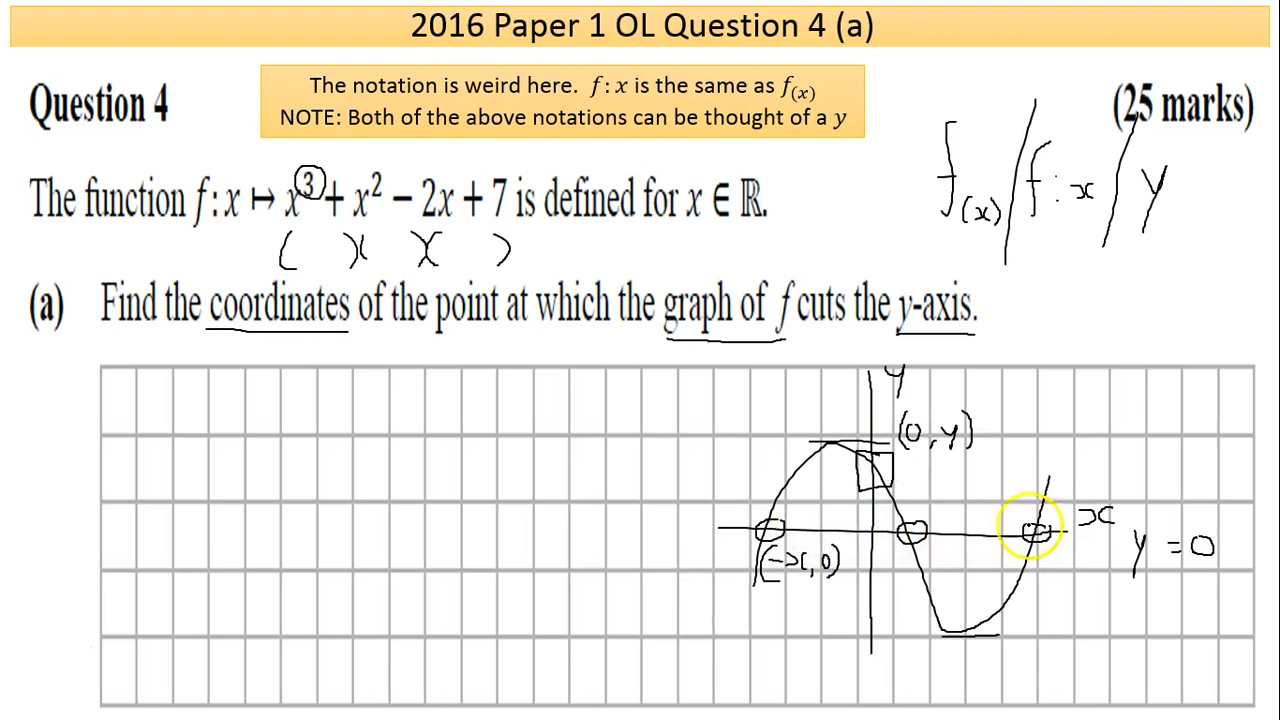 2016 Paper 1 OL Question 4 (a)
The notation is weird here. f : x is the same as f₍ₓ₎
NOTE: Both of the above notations can be thought of a y
Question 4
(25 marks)
f(x) / f : x / y
The function f : x ↦ x³ + x² − 2x + 7 is defined for x ∈ ℝ.
( )( )( )
(a) Find the coordinates of the point at which the graph of f cuts the y-axis.
y
(0, y)
x
(-x, 0)
y = 0